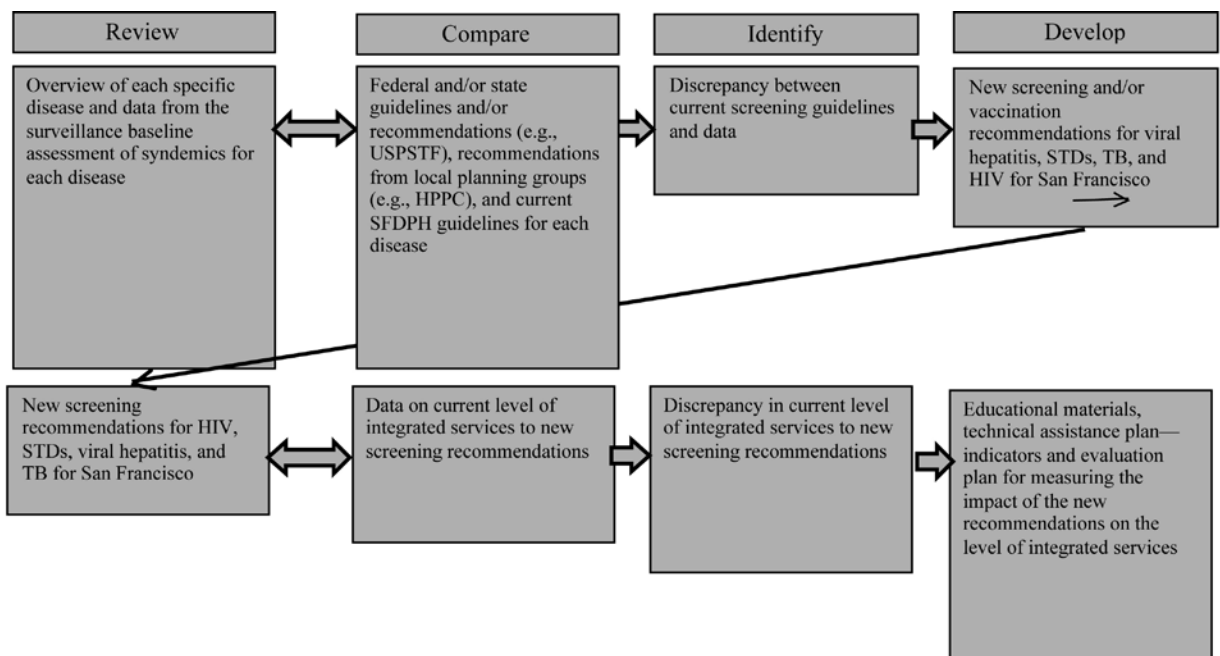 Review
Compare
Identify
Develop
Overview of each specific
disease and data from the
surveillance baseline
assessment of syndemics for
each disease
Federal and/or state
guidelines and/or
recommendations (e.g.,
USPSTF), recommendations
from local planning groups
(e.g., HPPC), and current
SFDPH guidelines for each
disease
Discrepancy between
current screening guidelines
and data
New screening and/or
vaccination
recommendations for viral
hepatitis, STDs, TB, and
HIV for San Francisco
New screening
recommendations for HIV,
STDs, viral hepatitis, and
TB for San Francisco
Data on current level of
integrated services to new
screening recommendations
Discrepancy in current level
of integrated services to new
screening recommendations
Educational materials,
technical assistance plan—
indicators and evaluation
plan for measuring the
impact of the new
recommendations on the
level of integrated services